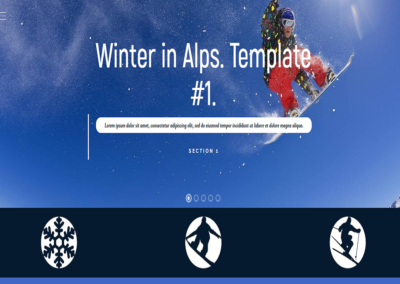 Winter in Alps. Template
#1.
Lorem ipsum dolor sit amet, consectetur adipiscing elit, sed do eiusmod tempor incididunt ut labore et dolore magna aliqua.
SECTION 1